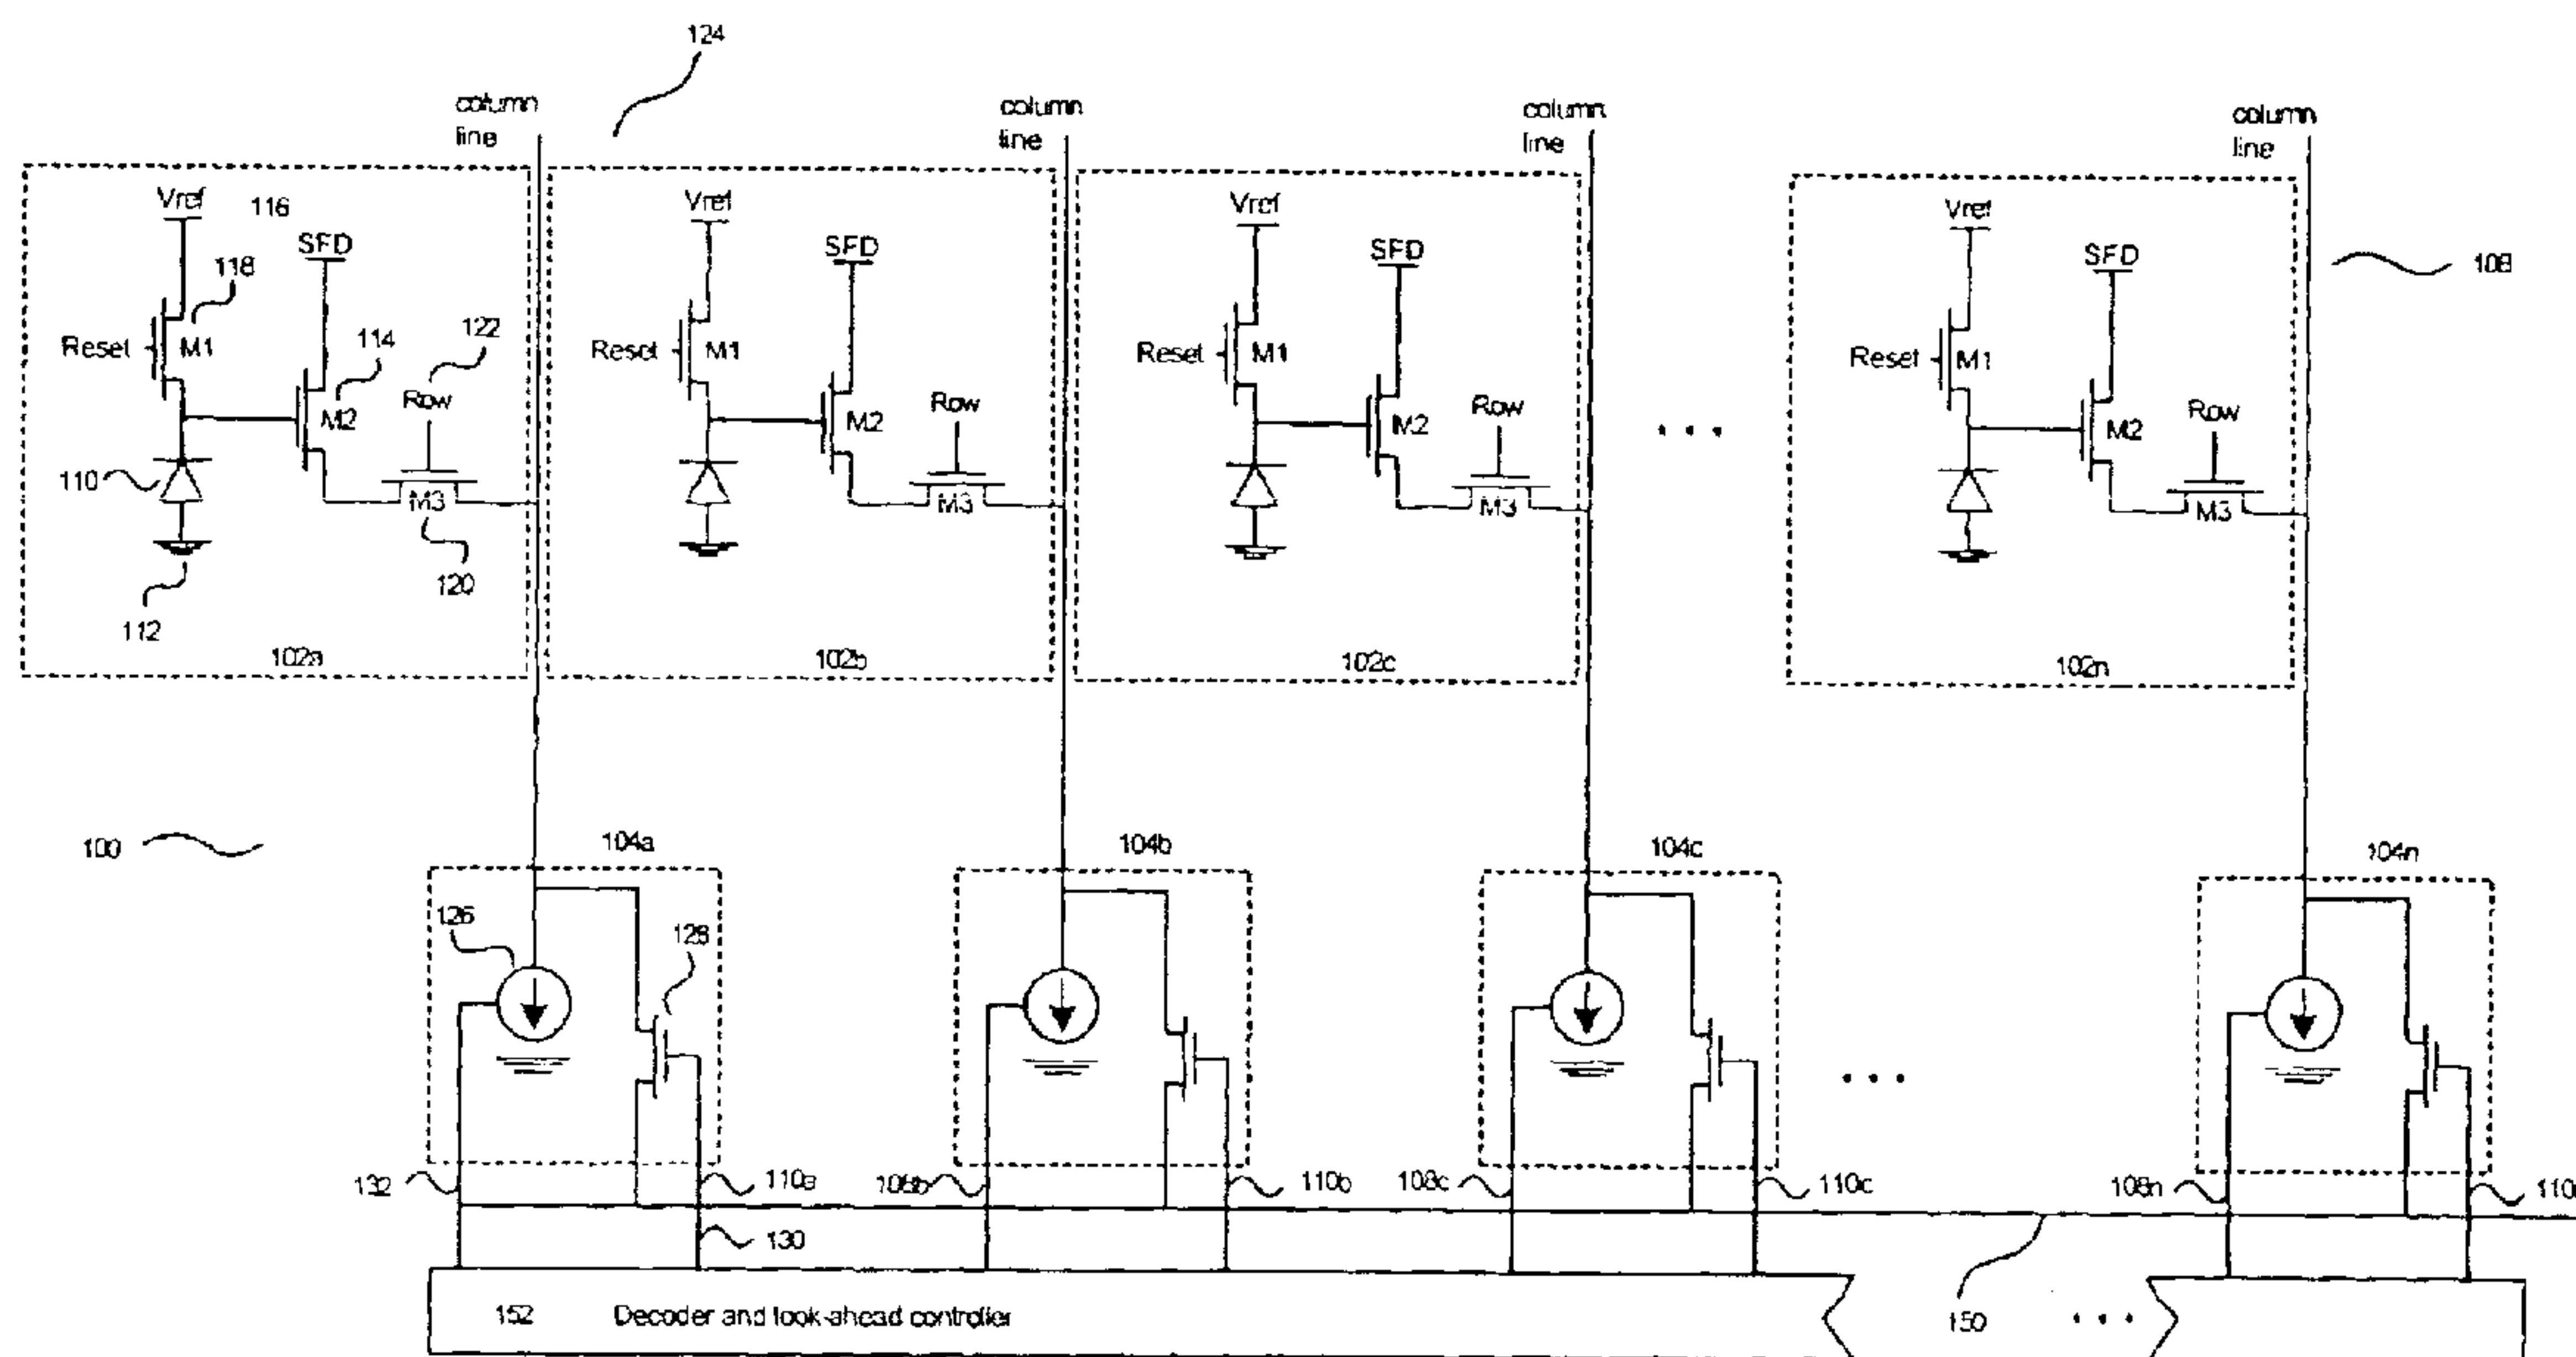 124
column
line
column
line
column
line
column
line
Vref
116
SFD
118
Reset
M1
114
122
Row
M2
110
M3
120
112
102a
Vref
SFD
Reset
M1
M2
Row
M3
102b
Vref
SFD
Reset
M1
M2
Row
M3
102c
Vref
SFD
Reset
M1
M2
Row
M3
102n
108
100
104a
104b
104c
104n
126
128
132
110a
130
108b
110b
108c
110c
108n
110
150
152 Decoder and look-ahead controller